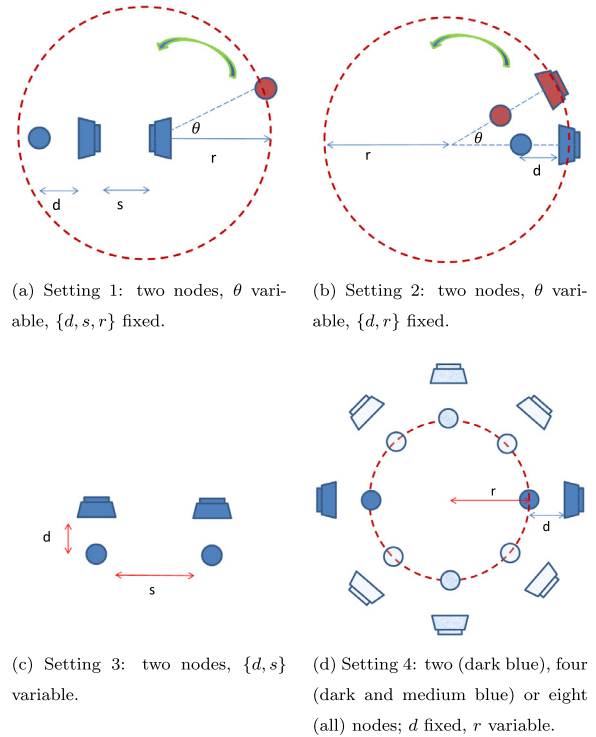 θ
r
d
s
r
θ
d
(a) Setting 1: two nodes, θ vari-
able, {d, s, r} fixed.
(b) Setting 2: two nodes, θ vari-
able, {d, r} fixed.
d
s
r
d
(c) Setting 3: two nodes, {d, s}
variable.
(d) Setting 4: two (dark blue), four
(dark and medium blue) or eight
(all) nodes; d fixed, r variable.